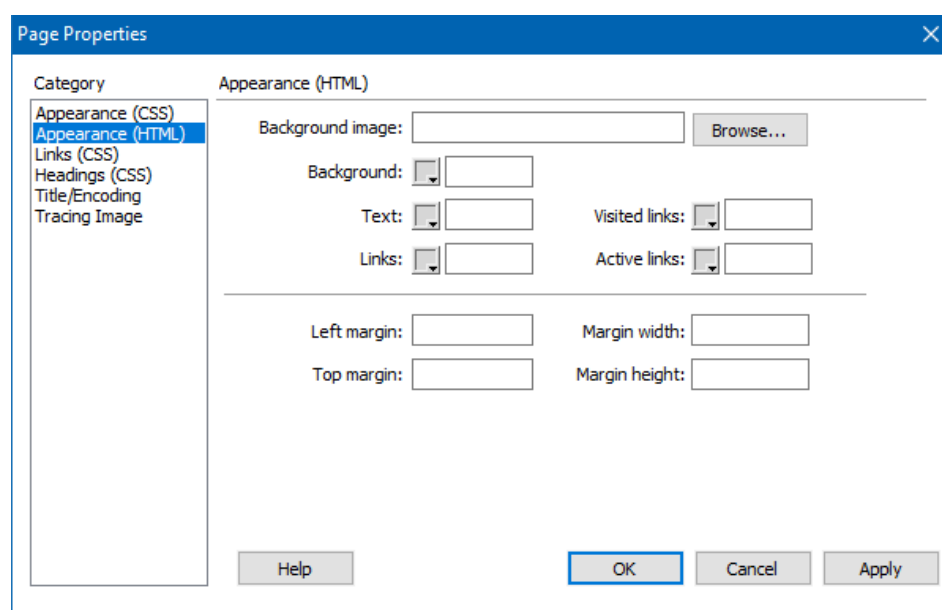 Page Properties
Category
Appearance (CSS)
Appearance (HTML)
Links (CSS)
Headings (CSS)
Title/Encoding
Tracing Image
Appearance (HTML)
Background image:
Browse...
Background:
Text:
Visited links:
Links:
Active links:
Left margin:
Margin width:
Top margin:
Margin height:
Help
OK
Cancel
Apply